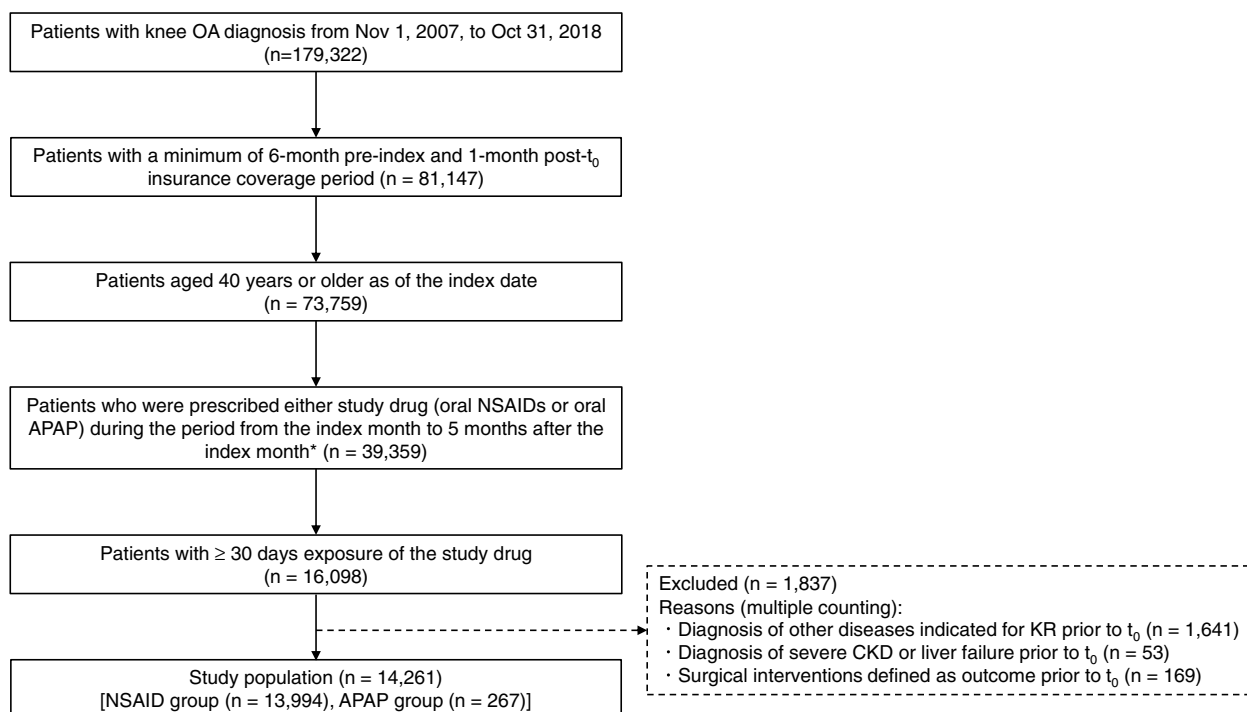 Patients with knee OA diagnosis from Nov 1, 2007, to Oct 31, 2018
(n=179,322)
Patients with a minimum of 6-month pre-index and 1-month post-t0
insurance coverage period (n = 81,147)
Patients aged 40 years or older as of the index date
(n = 73,759)
Patients who were prescribed either study drug (oral NSAIDs or oral
APAP) during the period from the index month to 5 months after the
index month* (n = 39,359)
Patients with ≥ 30 days exposure of the study drug
(n = 16,098)
Excluded (n = 1,837)
Reasons (multiple counting):
・Diagnosis of other diseases indicated for KR prior to t0 (n = 1,641)
・Diagnosis of severe CKD or liver failure prior to t0 (n = 53)
・Surgical interventions defined as outcome prior to t0 (n = 169)
Study population (n = 14,261)
[NSAID group (n = 13,994), APAP group (n = 267)]